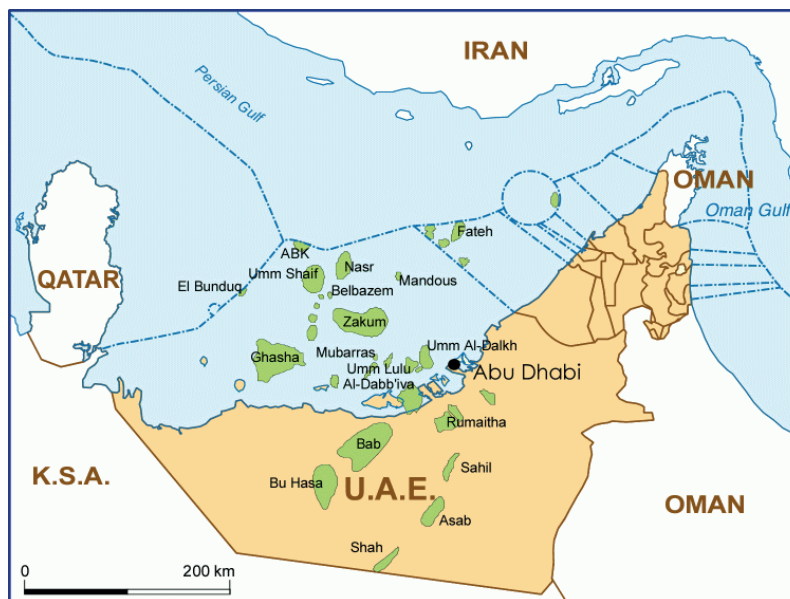 IRAN
Persian Gulf
OMAN
Oman Gulf
QATAR
ABK
Fateh
Umm Shaif
Nasr
El Bunduq
Mandous
Belbazem
Zakum
Ghasha
Mubarras
Umm Al-Dalkh
Umm Lulu
Abu Dhabi
Al-Dabb'iya
Rumaitha
Bab
K.S.A.
Sahil
Bu Hasa
U.A.E.
OMAN
Asab
Shah
0 200 km